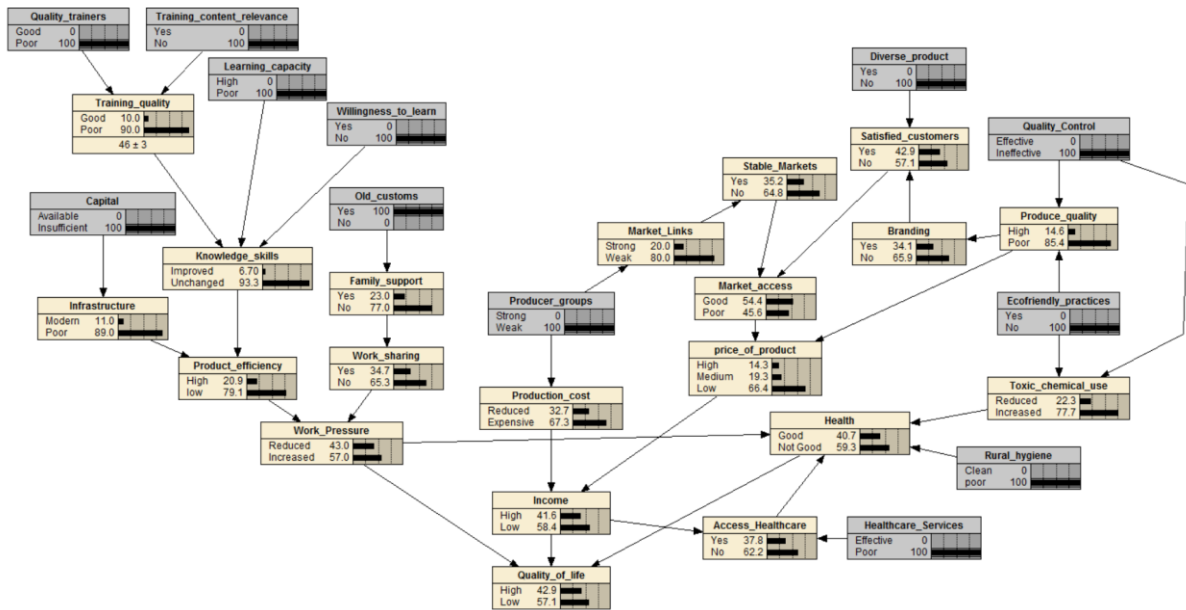 Quality_trainers
Good 0
Poor 100
Training_content_relevance
Yes 0
No 100
Learning_capacity
High 0
Poor 100
Diverse_product
Yes 0
No 100
Training_quality
Good 10.0
Poor 90.0
46 ± 3
Willingness_to_learn
Yes 0
No 100
Satisfied_customers
Yes 42.9
No 57.1
Quality_Control
Effective 0
Ineffective 100
Stable_Markets
Yes 35.2
No 64.8
Capital
Available 0
Insufficient 100
Old_customs
Yes 100
No 0
Market_Links
Strong 20.0
Weak 80.0
Branding
Yes 34.1
No 65.9
Produce_quality
High 14.6
Poor 85.4
Knowledge_skills
Improved 6.70
Unchanged 93.3
Family_support
Yes 23.0
No 77.0
Market_access
Good 54.4
Poor 45.6
Infrastructure
Modern 11.0
Poor 89.0
Producer_groups
Strong 0
Weak 100
Ecofriendly_practices
Yes 0
No 100
Product_efficiency
High 20.9
low 79.1
Work_sharing
Yes 34.7
No 65.3
price_of_product
High 14.3
Medium 19.3
Low 66.4
Production_cost
Reduced 32.7
Expensive 67.3
Toxic_chemical_use
Reduced 22.3
Increased 77.7
Work_Pressure
Reduced 43.0
Increased 57.0
Health
Good 40.7
Not Good 59.3
Rural_hygiene
Clean 0
poor 100
Income
High 41.6
Low 58.4
Access_Healthcare
Yes 37.8
No 62.2
Healthcare_Services
Effective 0
Poor 100
Quality_of_life
High 42.9
Low 57.1